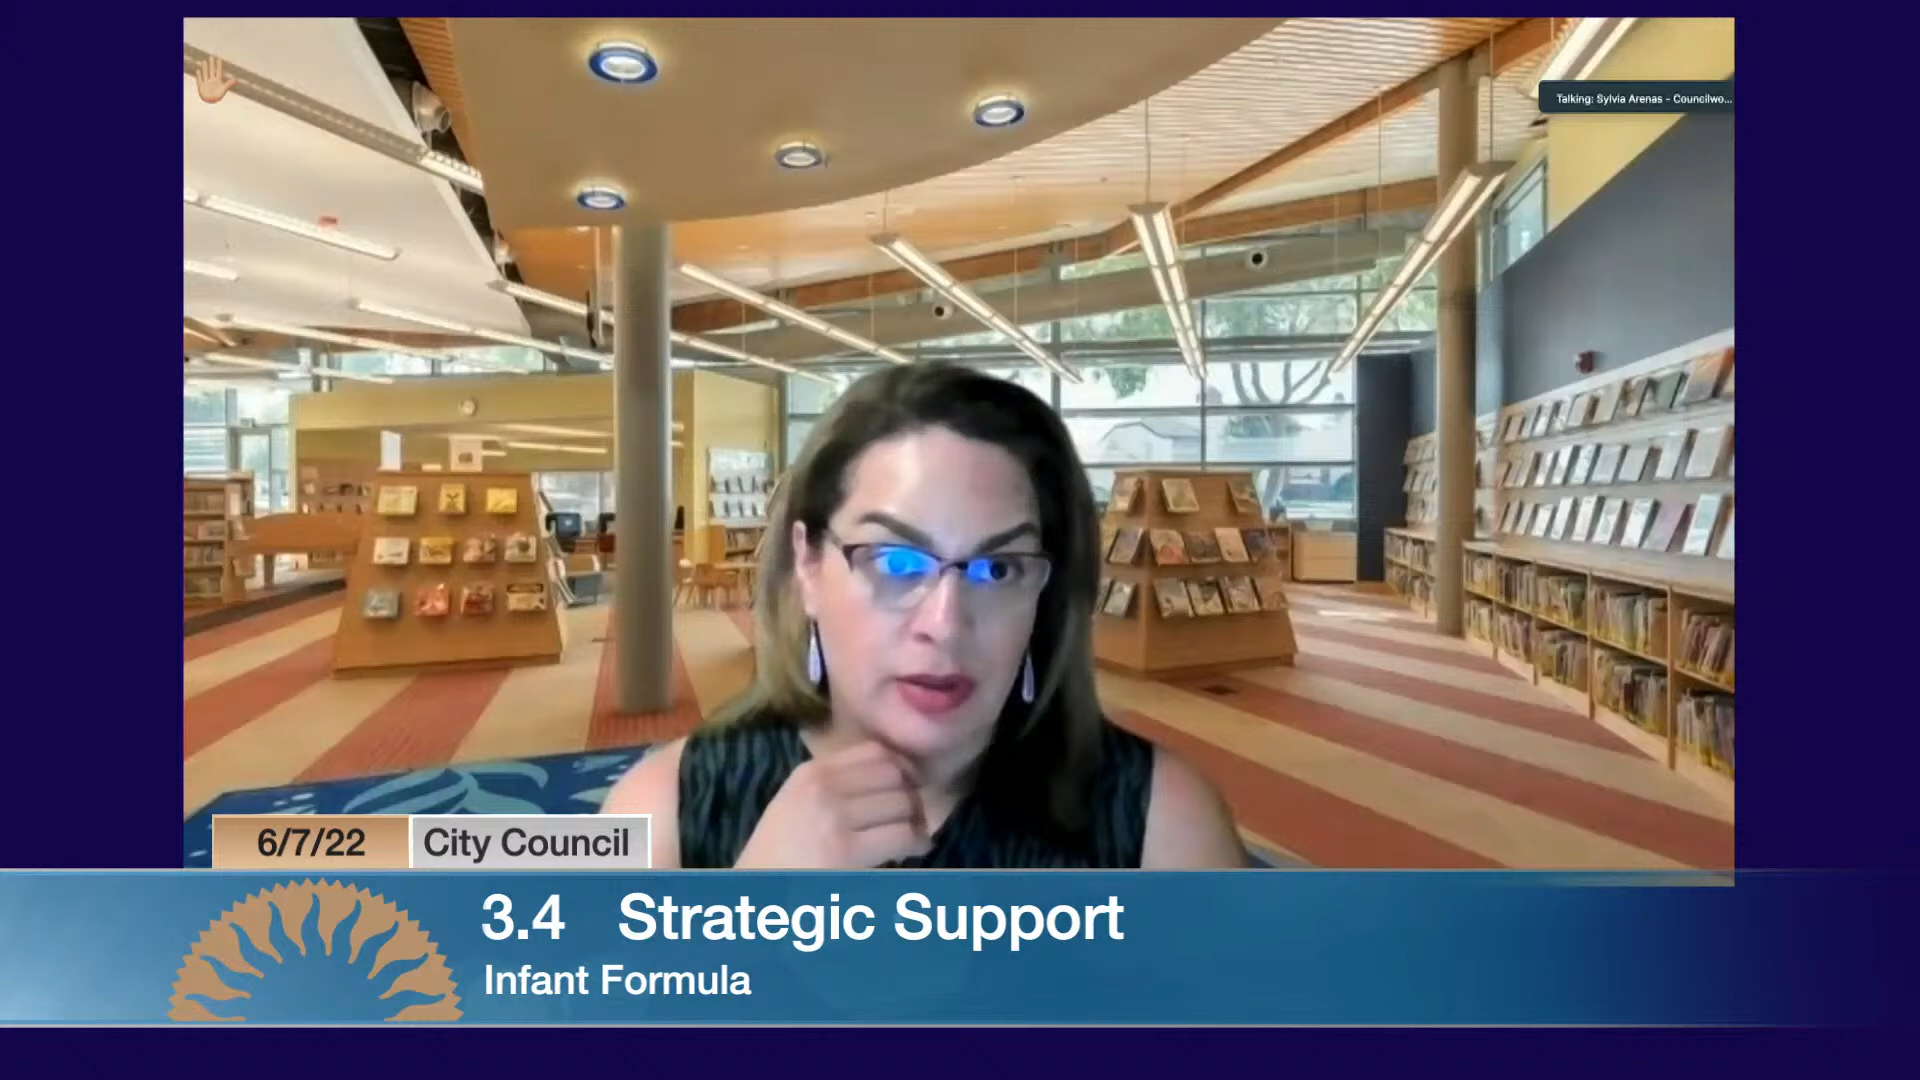 Talking: Sylvia Arenas - Councilwo...
6/7/22 City Council
3.4 Strategic Support
Infant Formula